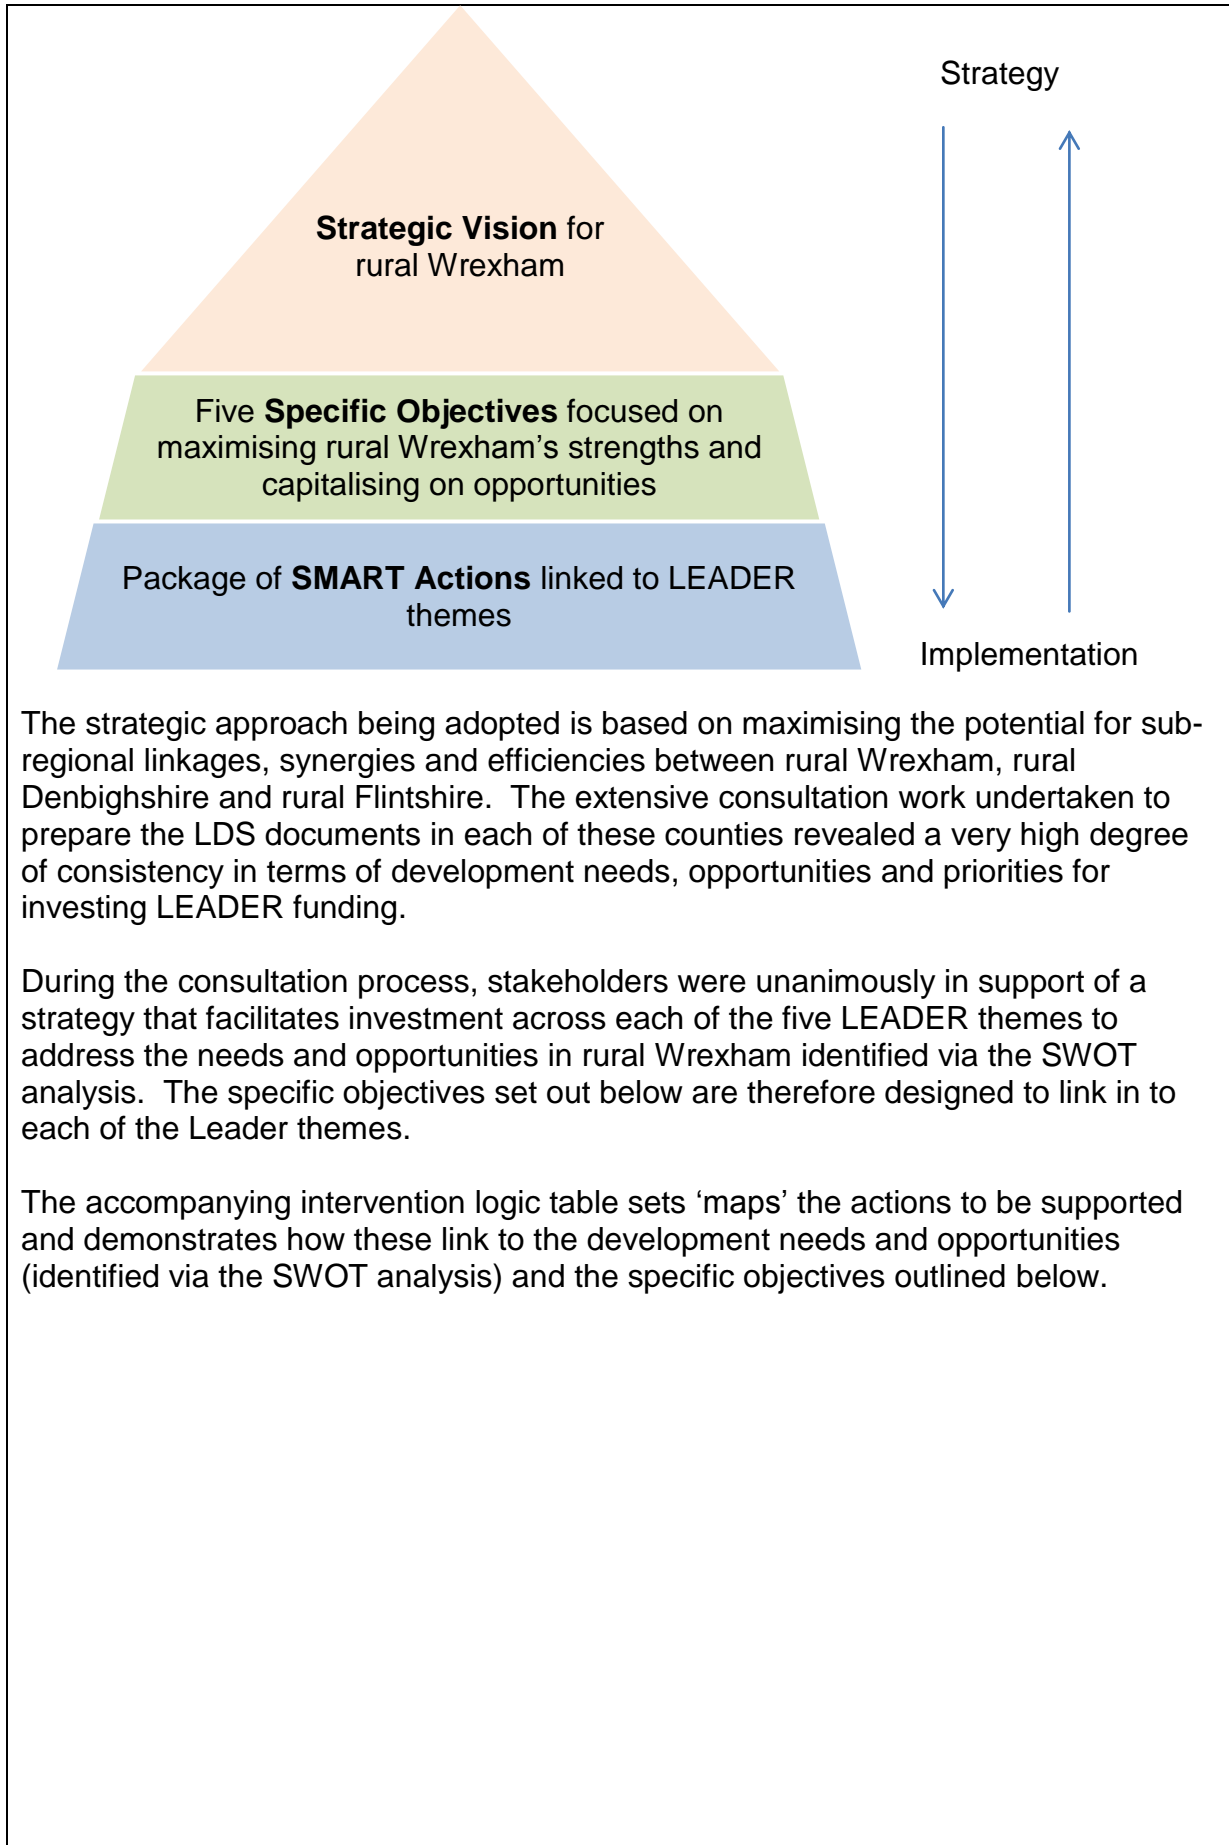 Strategy
Strategic Vision for
rural Wrexham
Five Specific Objectives focused on
maximising rural Wrexham’s strengths and
capitalising on opportunities
Package of SMART Actions linked to LEADER
themes
Implementation
The strategic approach being adopted is based on maximising the potential for sub-
regional linkages, synergies and efficiencies between rural Wrexham, rural
Denbighshire and rural Flintshire.  The extensive consultation work undertaken to
prepare the LDS documents in each of these counties revealed a very high degree
of consistency in terms of development needs, opportunities and priorities for
investing LEADER funding.
During the consultation process, stakeholders were unanimously in support of a
strategy that facilitates investment across each of the five LEADER themes to
address the needs and opportunities in rural Wrexham identified via the SWOT
analysis.  The specific objectives set out below are therefore designed to link in to
each of the Leader themes.
The accompanying intervention logic table sets ‘maps’ the actions to be supported
and demonstrates how these link to the development needs and opportunities
(identified via the SWOT analysis) and the specific objectives outlined below.